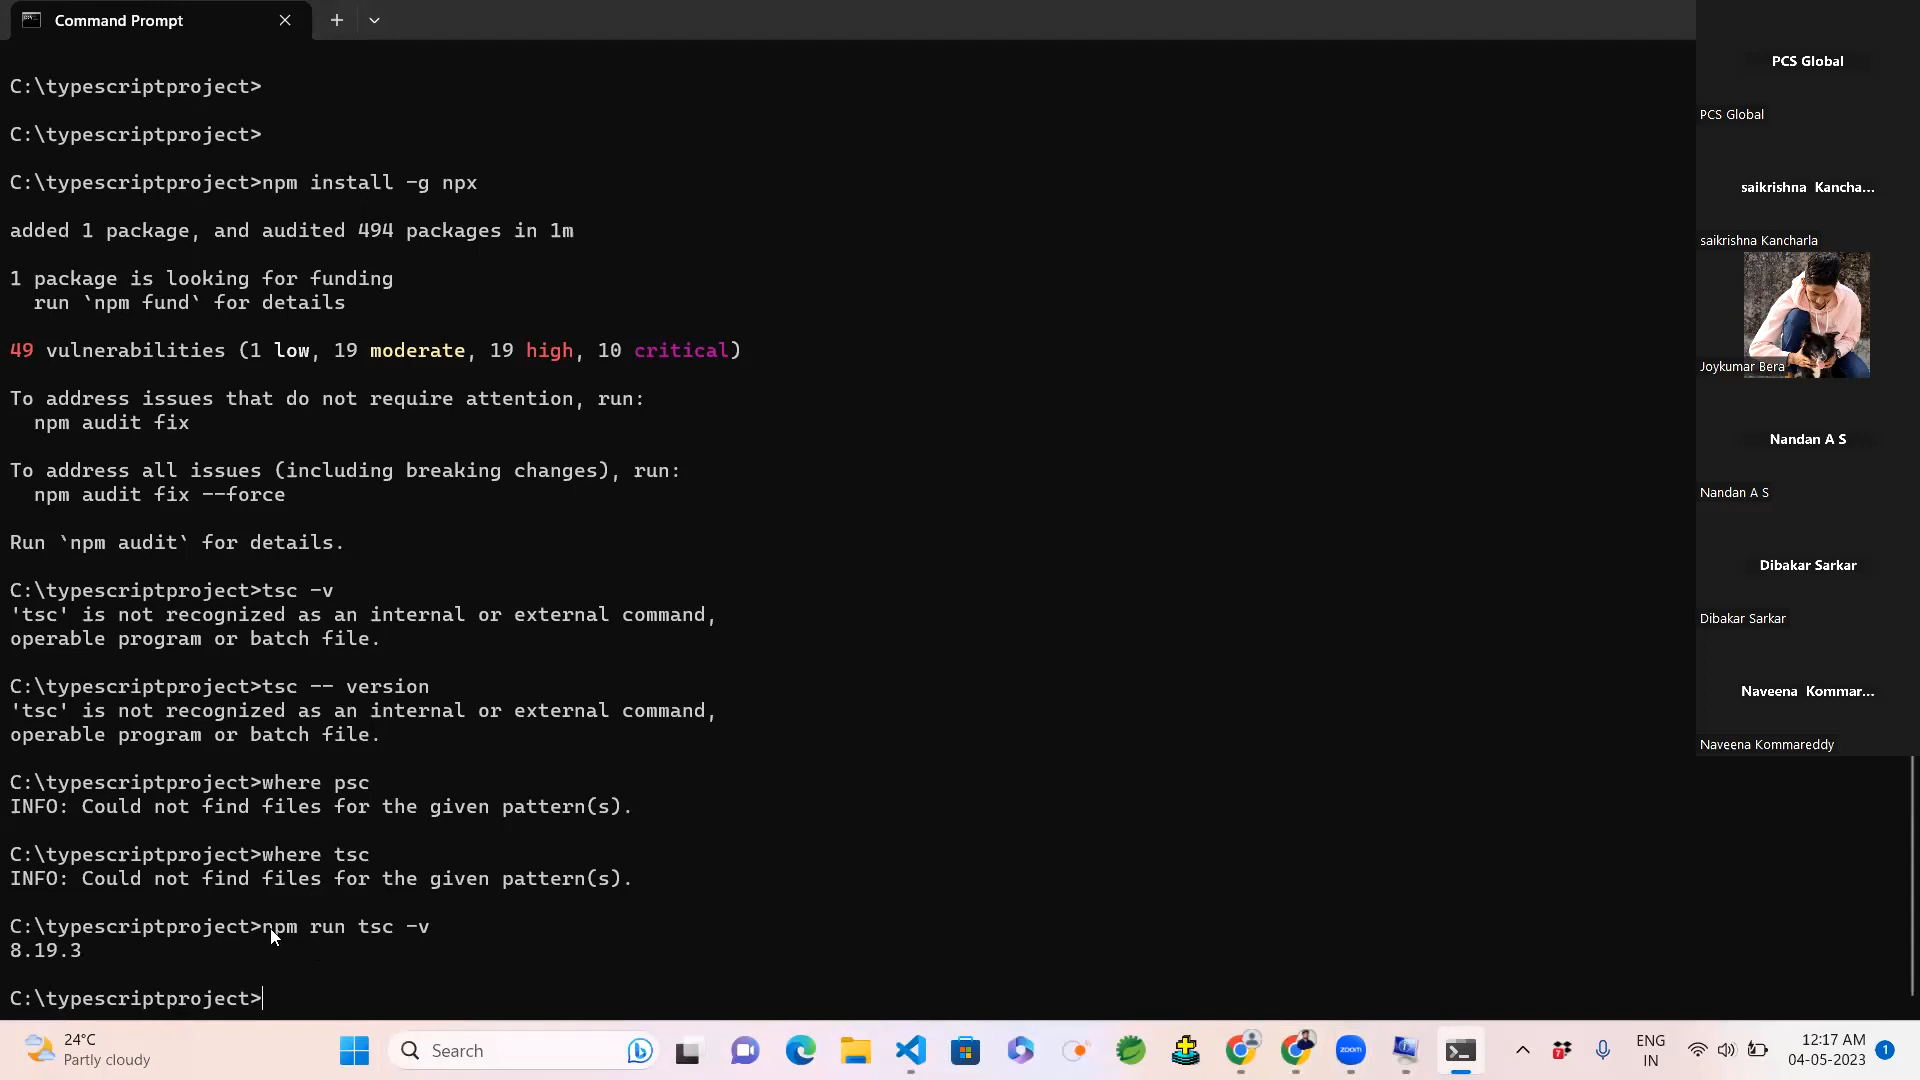 Command Prompt
C:\typescriptproject>
C:\typescriptproject>
C:\typescriptproject>npm install -g npx
added 1 package, and audited 494 packages in 1m
1 package is looking for funding
run `npm fund` for details
49 vulnerabilities (1 low, 19 moderate, 19 high, 10 critical)
To address issues that do not require attention, run:
npm audit fix
To address all issues (including breaking changes), run:
npm audit fix --force
Run `npm audit` for details.
C:\typescriptproject>tsc -v
'tsc' is not recognized as an internal or external command,
operable program or batch file.
C:\typescriptproject>tsc -- version
'tsc' is not recognized as an internal or external command,
operable program or batch file.
C:\typescriptproject>where psc
INFO: Could not find files for the given pattern(s).
C:\typescriptproject>where tsc
INFO: Could not find files for the given pattern(s).
C:\typescriptproject>npm run tsc -v
8.19.3
C:\typescriptproject>
PCS Global
PCS Global
saikrishna Kancha...
saikrishna Kancharla
Joykumar Bera
Nandan A S
Nandan A S
Dibakar Sarkar
Dibakar Sarkar
Naveena Kommar...
Naveena Kommareddy
24°C
Partly cloudy
Search
zoom
7
ENG
IN
12:17 AM
04-05-2023
1